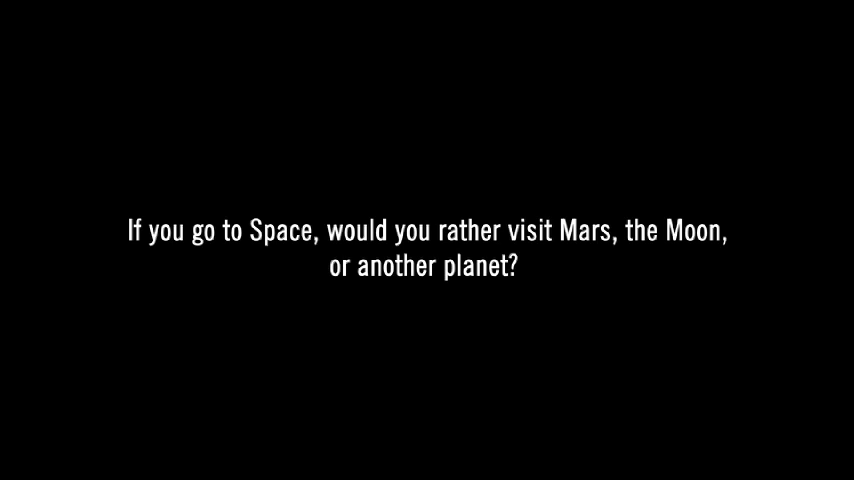 If you go to Space, would you rather visit Mars, the Moon,
or another planet?